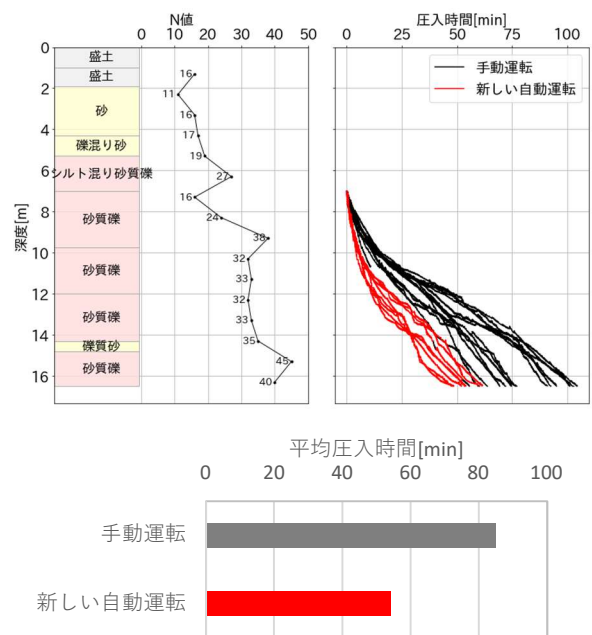 N値
0 10 20 30 40 50
圧入時間[min]
0 25 50 75 100
手動運転
新しい自動運転
深度[m]
0
2
4
6
8
10
12
14
16
盛土
盛土
砂
礫混り砂
シルト混り砂質礫
砂質礫
砂質礫
砂質礫
礫質砂
砂質礫
16
11
16
17
19
27
16
24
38
32
33
32
33
35
45
40
平均圧入時間[min]
0 20 40 60 80 100
手動運転
新しい自動運転